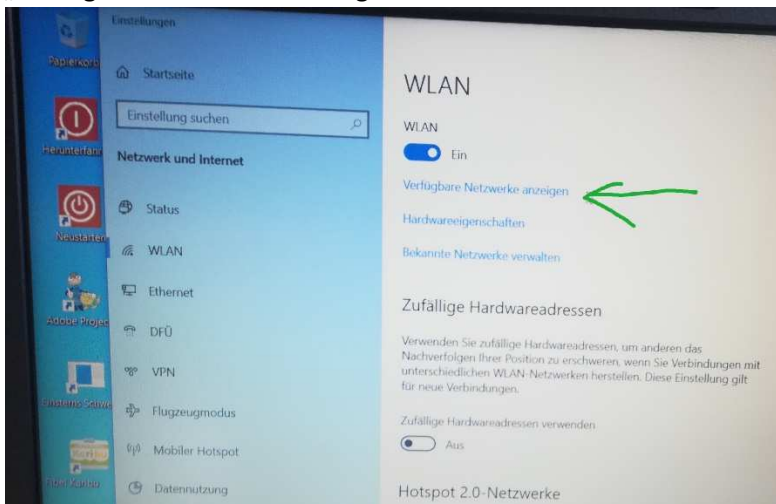 Einstellungen
Papierkorb
Startseite
Einstellung suchen
Herunterfahr
Netzwerk und Internet
Status
Neustarten
WLAN
Ethernet
Adobe Projec
DFÜ
VPN
Flugzeugmodus
Mobiler Hotspot
Datennutzung
WLAN
WLAN
Ein
Verfügbare Netzwerke anzeigen
Hardwareeigenschaften
Bekannte Netzwerke verwalten
Zufällige Hardwareadressen
Verwenden Sie zufällige Hardwareadressen, um anderen das
Nachverfolgen Ihrer Position zu erschweren, wenn Sie Verbindungen mit
unterschiedlichen WLAN-Netzwerken herstellen. Diese Einstellung gilt
für neue Verbindungen.
Zufällige Hardwareadressen verwenden
Aus
Hotspot 2.0-Netzwerke